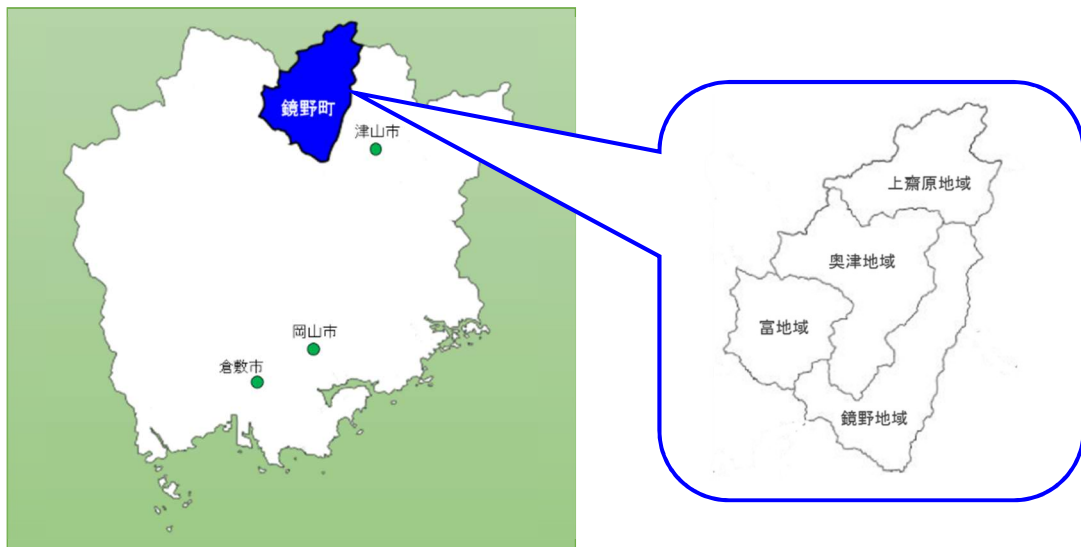 鏡野町
津山市
岡山市
倉敷市
上齋原地域
奥津地域
富地域
鏡野地域